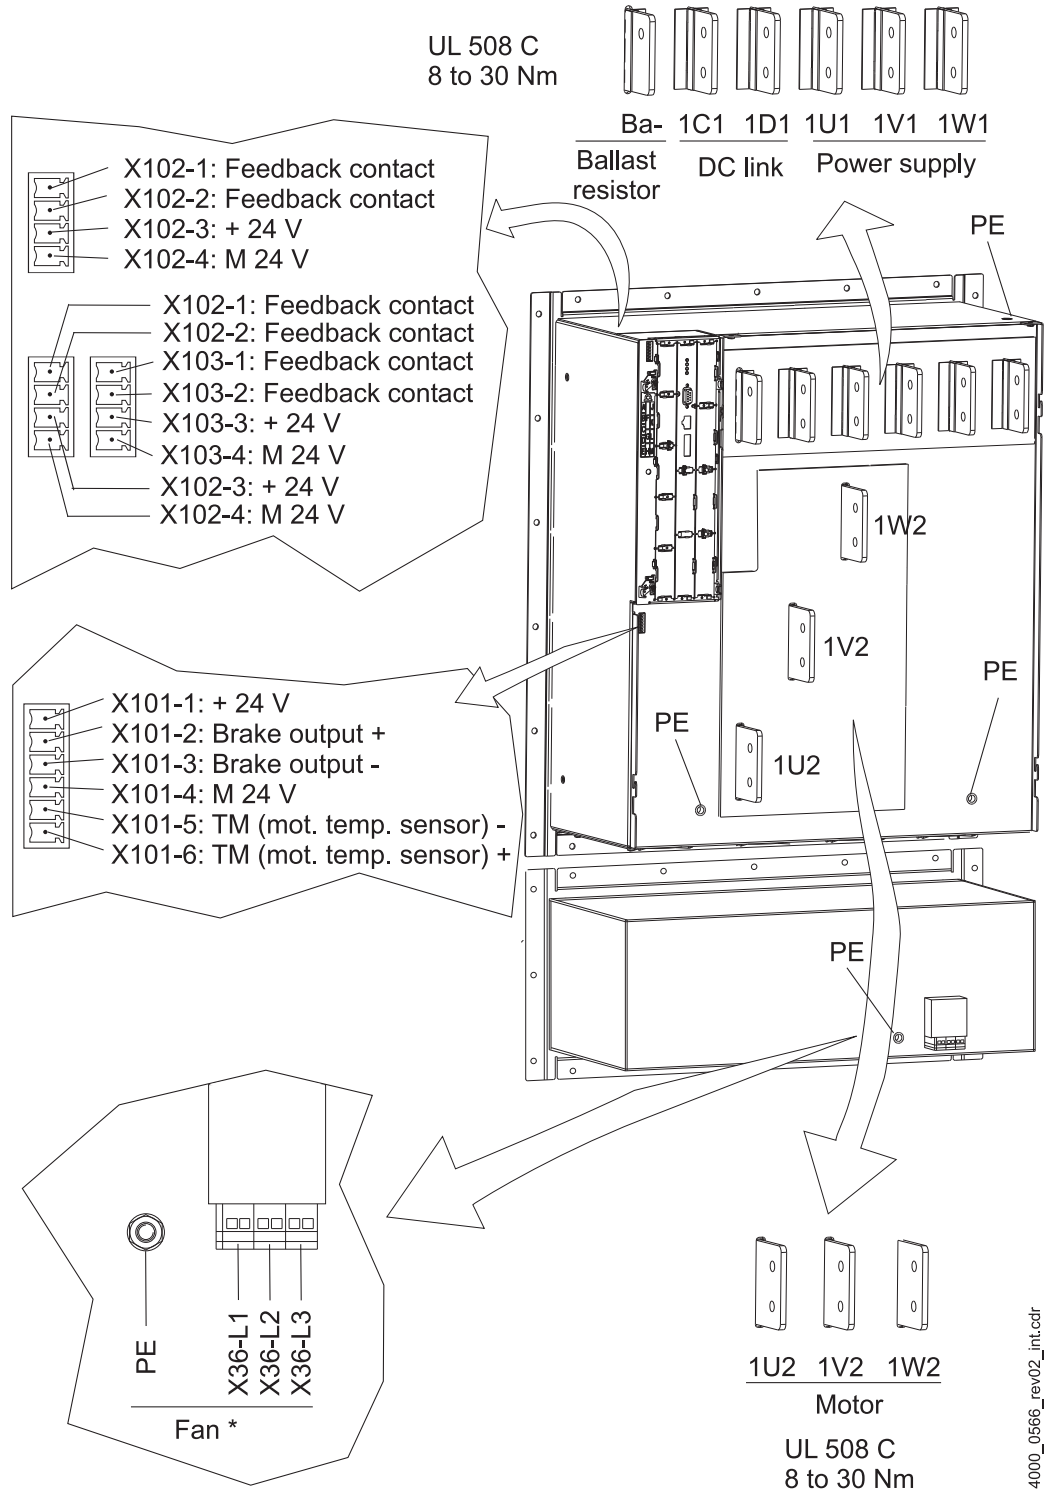 UL 508 C
8 to 30 Nm
Ba- 1C1 1D1 1U1 1V1 1W1
Ballast resistor
DC link
Power supply
X102-1: Feedback contact
X102-2: Feedback contact
X102-3: + 24 V
X102-4: M 24 V
X102-1: Feedback contact
X102-2: Feedback contact
X103-1: Feedback contact
X103-2: Feedback contact
X103-3: + 24 V
X103-4: M 24 V
X102-3: + 24 V
X102-4: M 24 V
PE
1W2
1V2
1U2
PE
PE
X101-1: + 24 V
X101-2: Brake output +
X101-3: Brake output -
X101-4: M 24 V
X101-5: TM (mot. temp. sensor) -
X101-6: TM (mot. temp. sensor) +
PE
PE
X36-L1
X36-L2
X36-L3
Fan *
1U2 1V2 1W2
Motor
UL 508 C
8 to 30 Nm
4000_0566_rev02_int.cdr